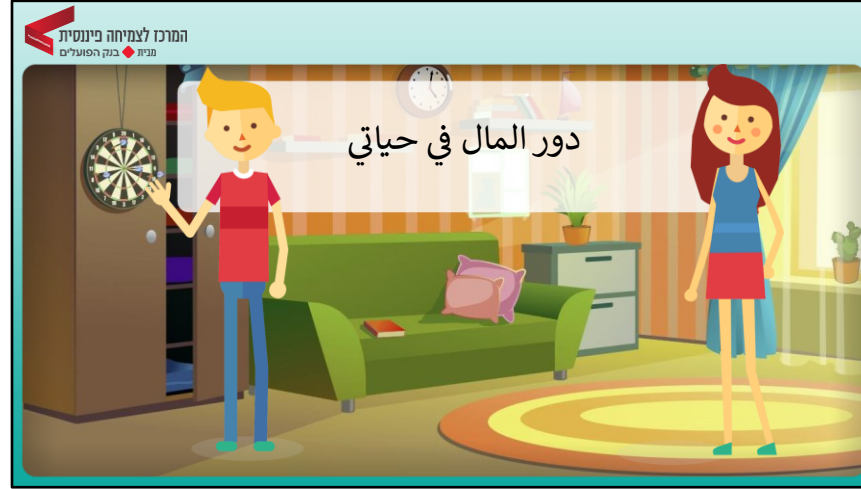 המרכז לצמיחה פיננסית
מבית בנק הפועלים
دور المال في حياتي